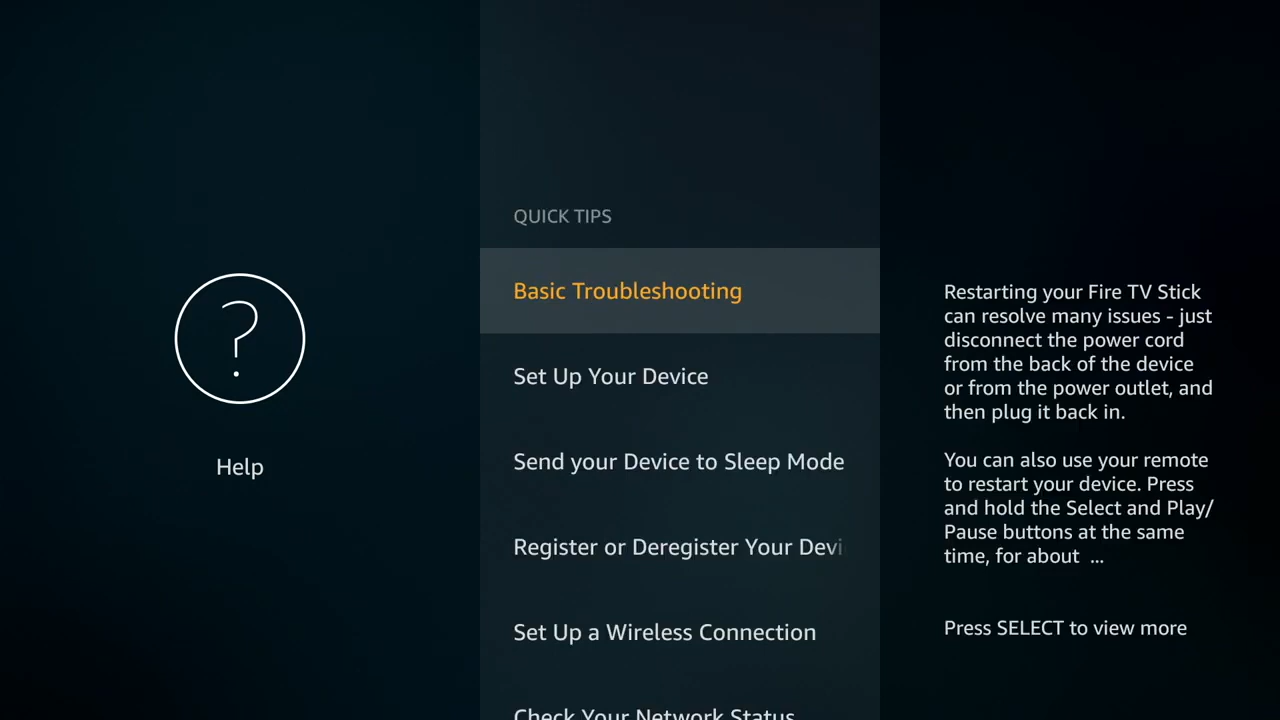 ?
Help
QUICK TIPS
Basic Troubleshooting
Set Up Your Device
Send your Device to Sleep Mode
Register or Deregister Your Devi
Set Up a Wireless Connection
Check Your Network Status
Restarting your Fire TV Stick
can resolve many issues - just
disconnect the power cord
from the back of the device
or from the power outlet, and
then plug it back in.
You can also use your remote
to restart your device. Press
and hold the Select and Play/
Pause buttons at the same
time, for about ...
Press SELECT to view more